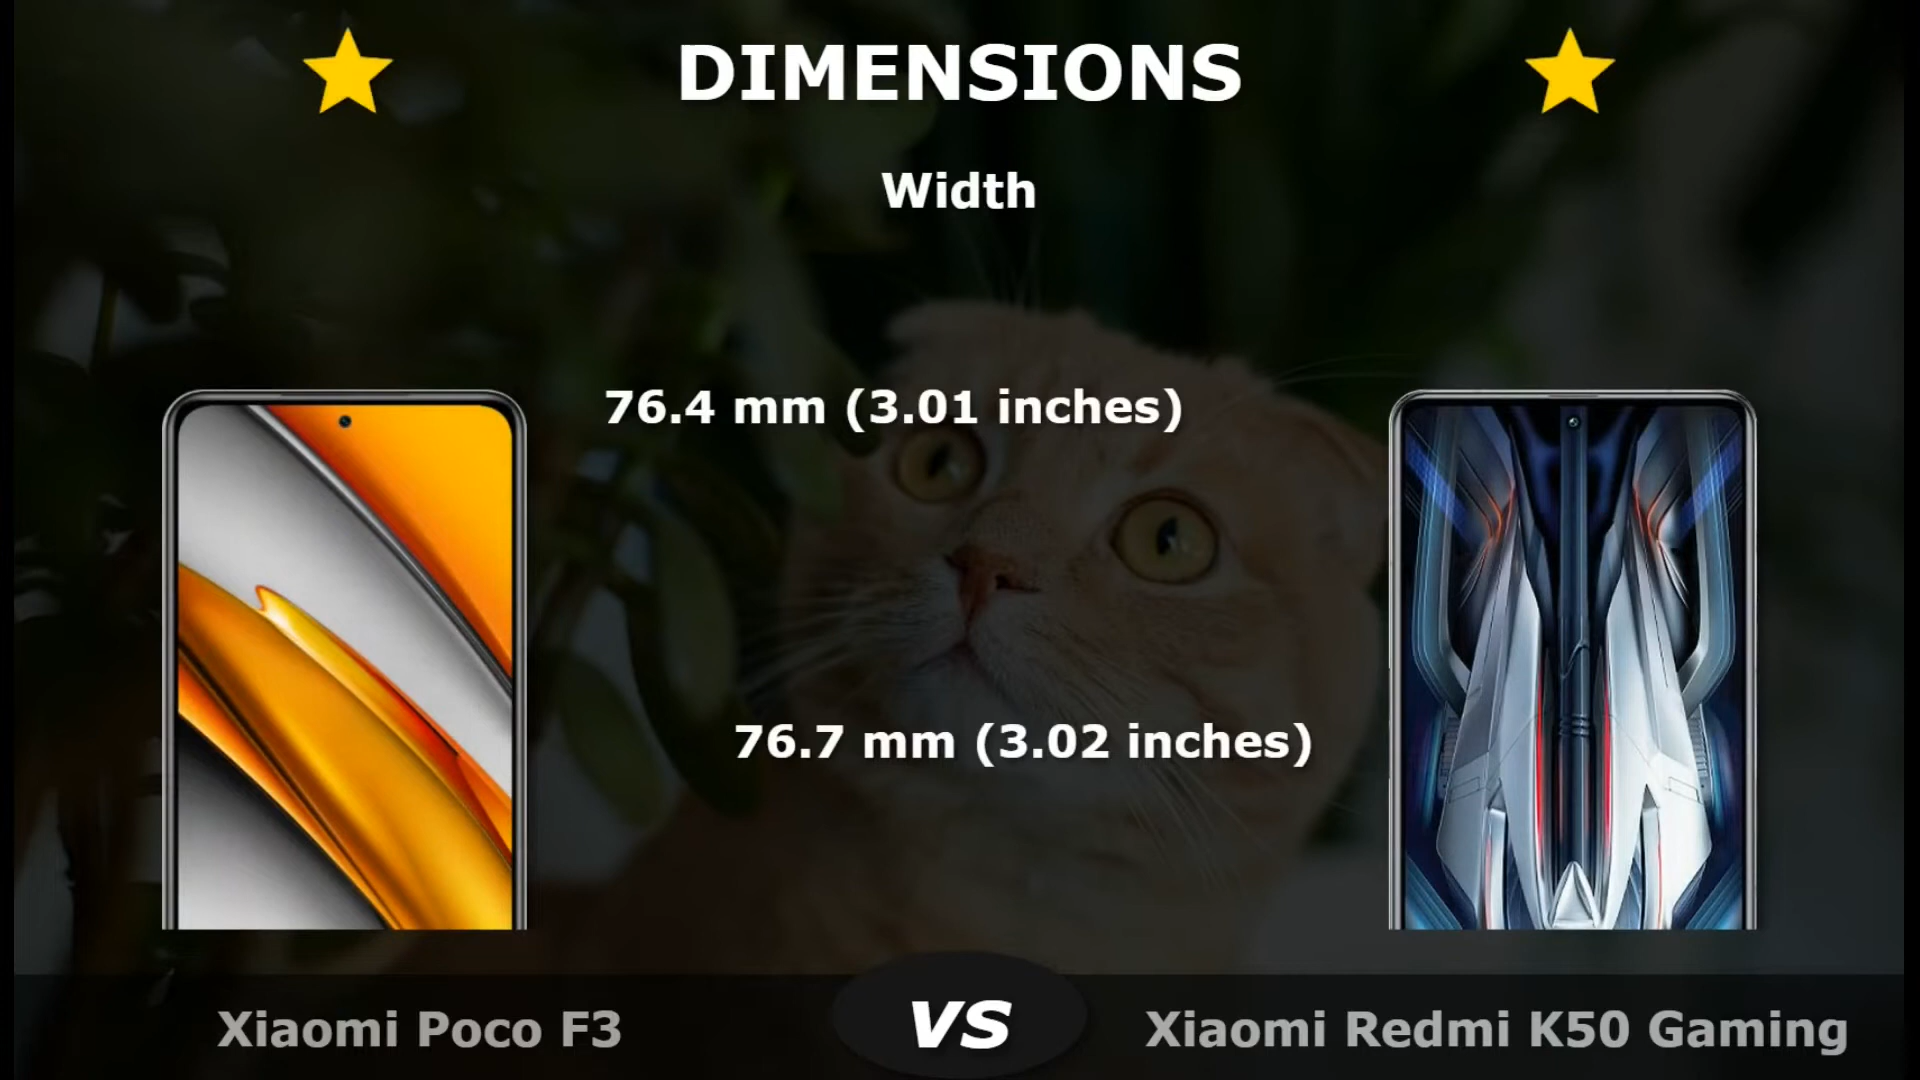 DIMENSIONS
Width
76.4 mm (3.01 inches)
76.7 mm (3.02 inches)
Xiaomi Poco F3
VS
Xiaomi Redmi K50 Gaming